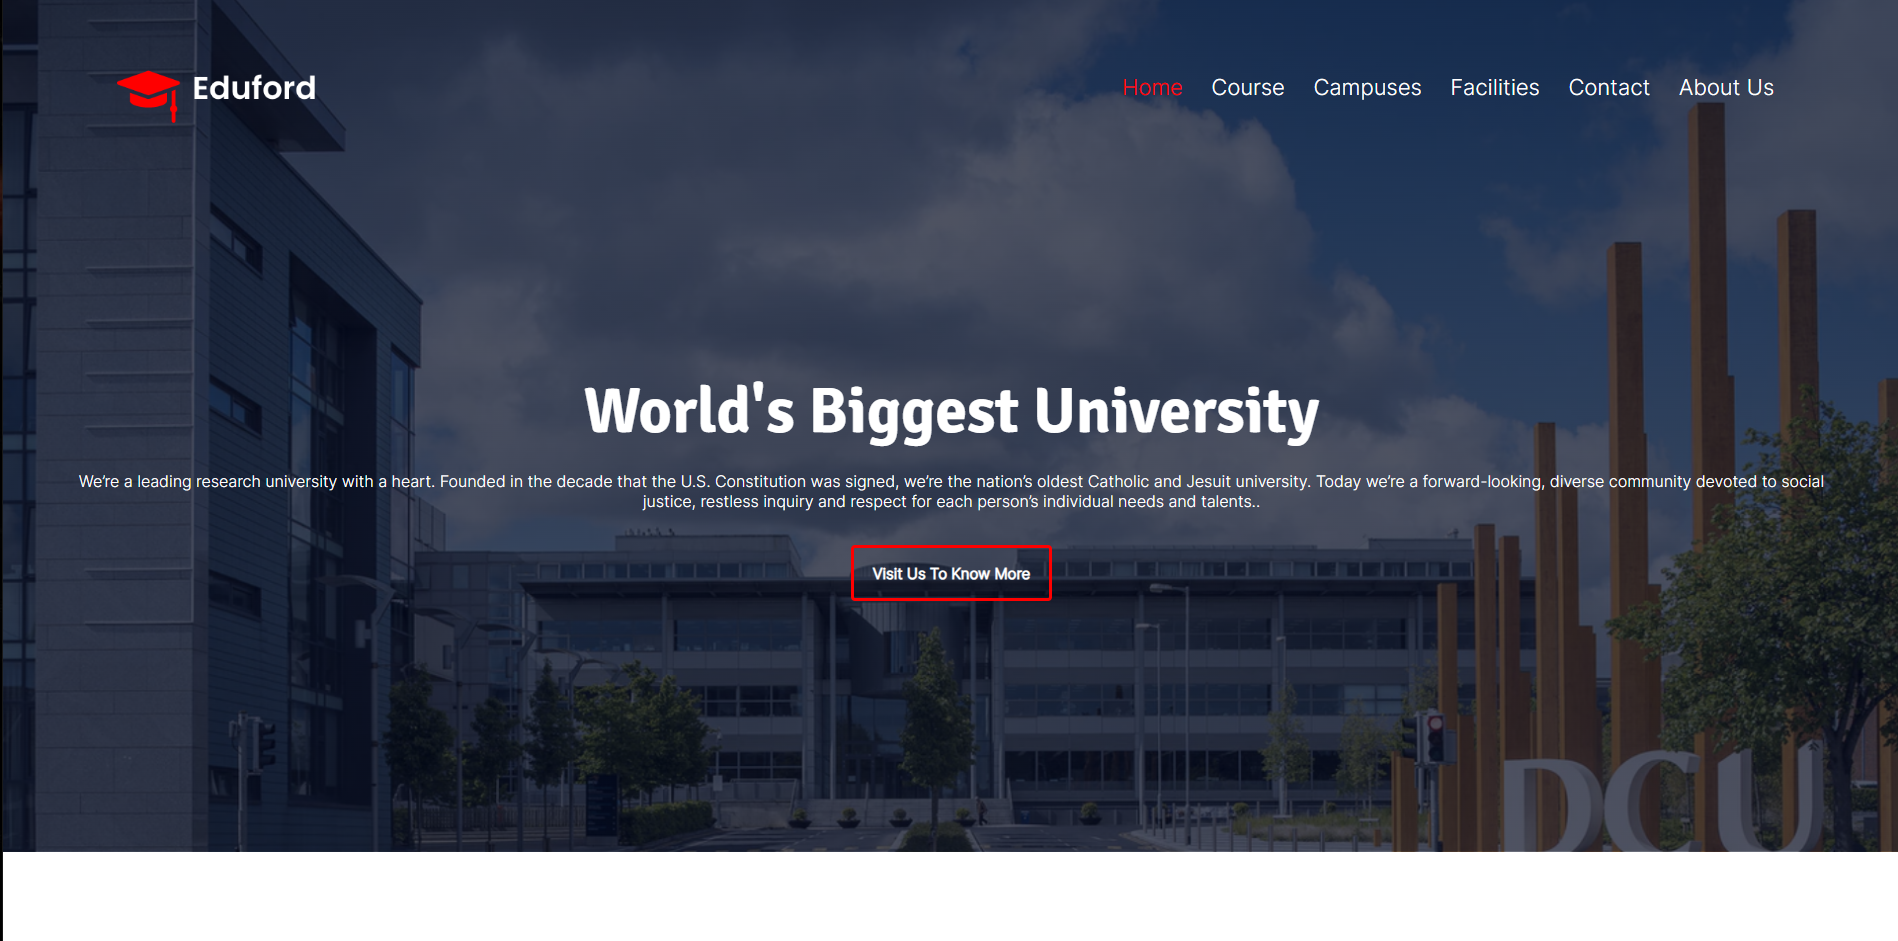 Eduford
Home Course Campuses Facilities Contact About Us
World's Biggest University
We’re a leading research university with a heart. Founded in the decade that the U.S. Constitution was signed, we’re the nation’s oldest Catholic and Jesuit university. Today we’re a forward-looking, diverse community devoted to social
justice, restless inquiry and respect for each person’s individual needs and talents..
Visit Us To Know More
DCU